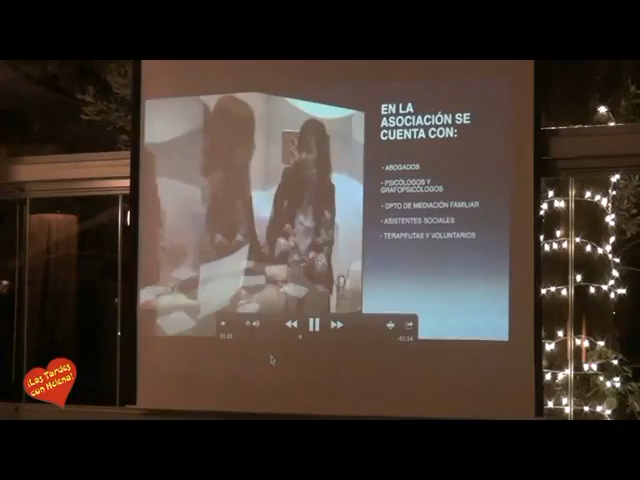 EN LA
ASOCIACIÓN SE
CUENTA CON:
• ABOGADOS
• PSICÓLOGOS Y
GRAFOPSICÓLOGOS
• DPTO DE MEDIACIÓN FAMILIAR
• ASISTENTES SOCIALES
• TERAPEUTAS Y VOLUNTARIOS
¡Las Tardes
con Helena!